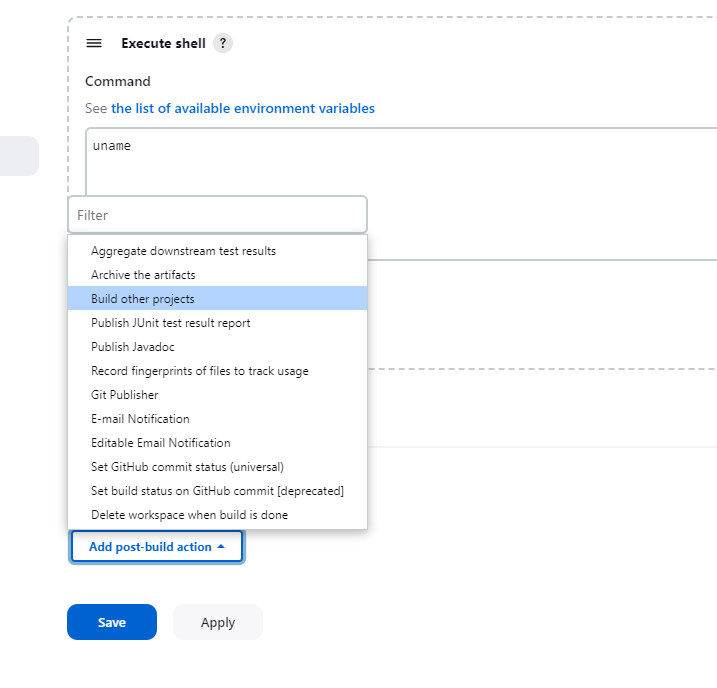 Execute shell ?
Command
See the list of available environment variables
uname
Filter
Aggregate downstream test results
Archive the artifacts
Build other projects
Publish JUnit test result report
Publish Javadoc
Record fingerprints of files to track usage
Git Publisher
E-mail Notification
Editable Email Notification
Set GitHub commit status (universal)
Set build status on GitHub commit [deprecated]
Delete workspace when build is done
Add post-build action
Save
Apply